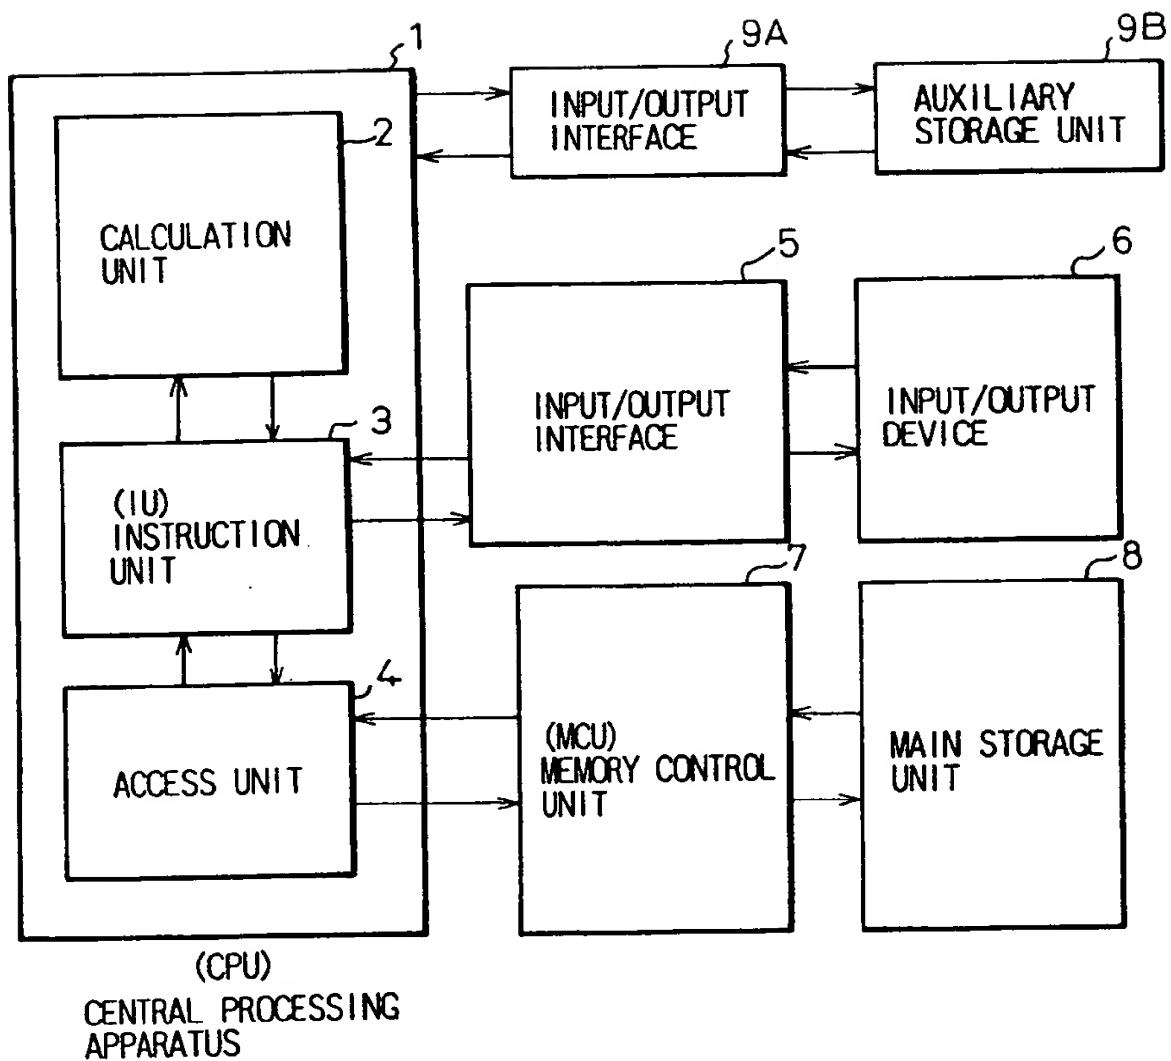 1
9A
9B
INPUT/OUTPUT
INTERFACE
AUXILIARY
STORAGE UNIT
2
CALCULATION
UNIT
5
6
INPUT/OUTPUT
INTERFACE
INPUT/OUTPUT
DEVICE
3
(IU)
INSTRUCTION
UNIT
7
8
4
ACCESS UNIT
(MCU)
MEMORY CONTROL
UNIT
MAIN STORAGE
UNIT
(CPU)
CENTRAL PROCESSING
APPARATUS